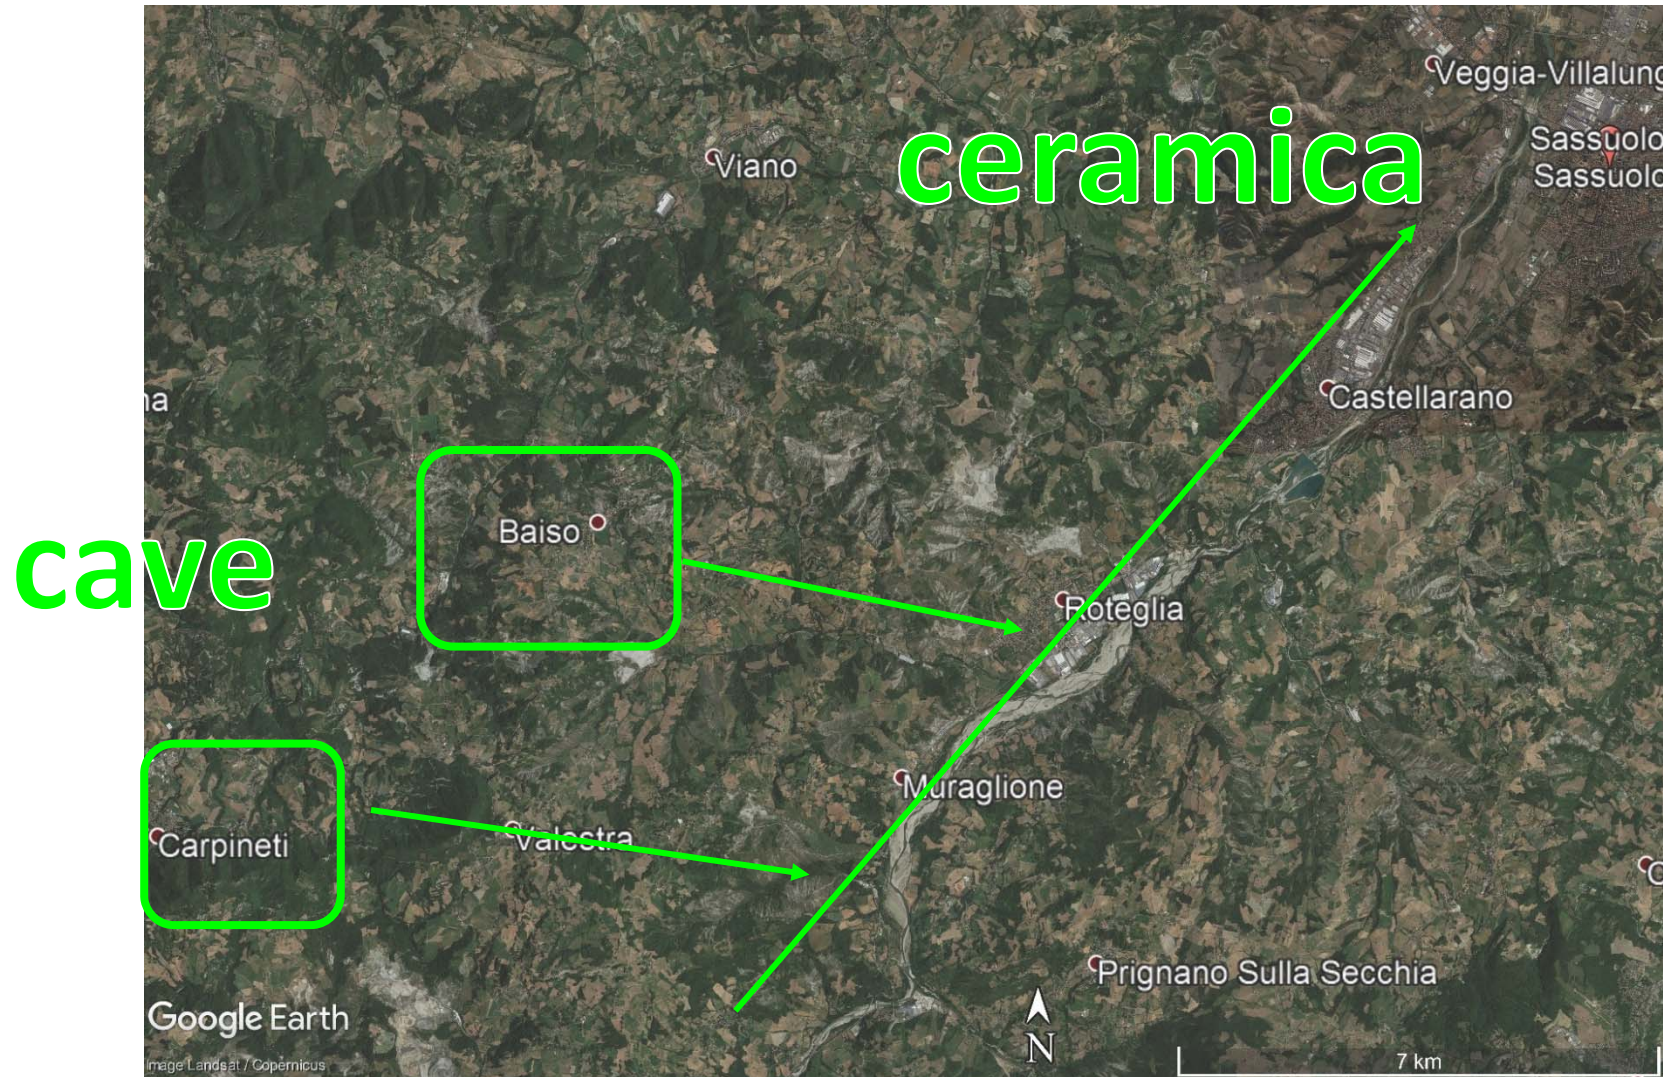 Veggia-Villalung
ceramica
Sassuolo
Sassuolo
Viano
Castellarano
na
Baiso
cave
Roteglia
Muraglione
Valestra
Carpineti
C
Prignano Sulla Secchia
Google Earth
N
7 km
Image Landsat / Copernicus